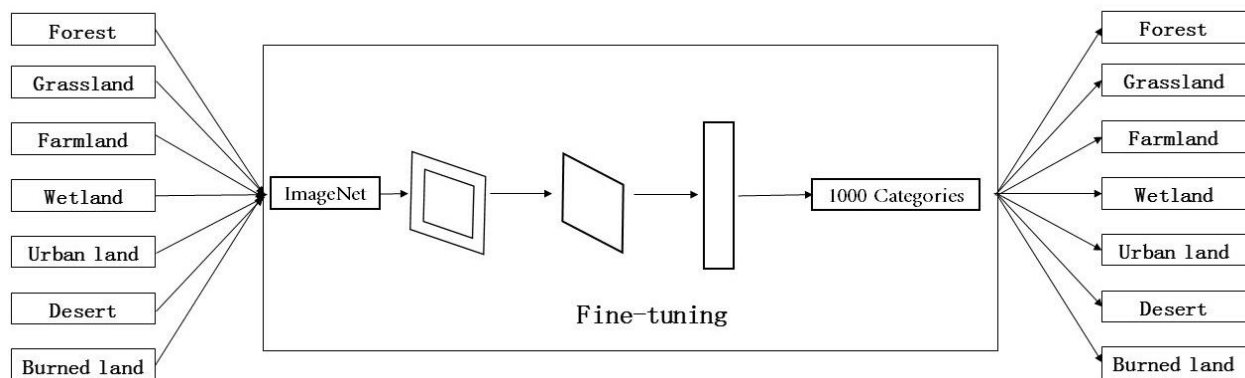 Forest
Grassland
Farmland
Wetland
Urban land
Desert
Burned land
ImageNet
1000 Categories
Fine-tuning
Forest
Grassland
Farmland
Wetland
Urban land
Desert
Burned land